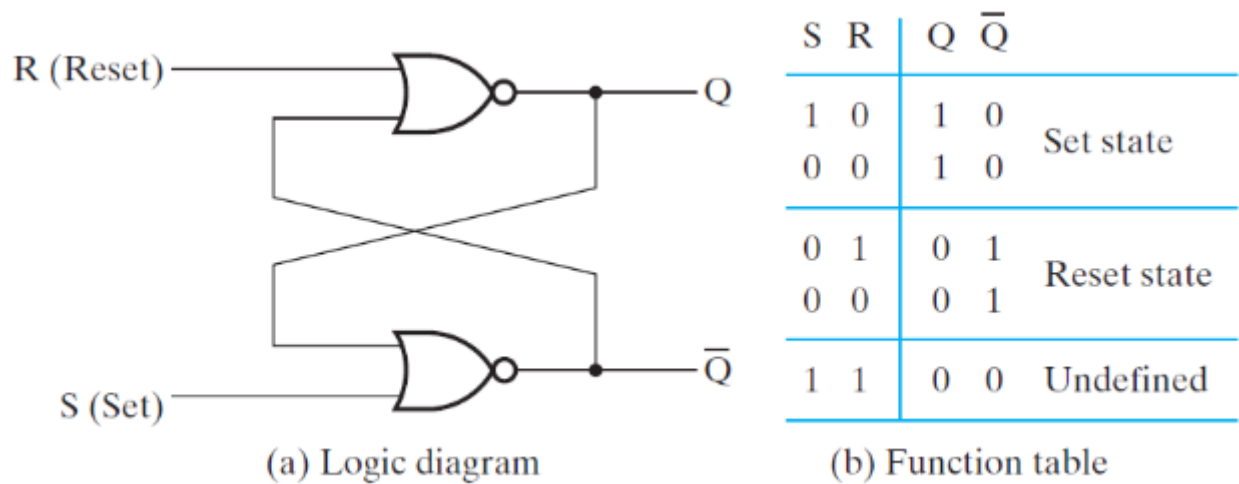 R (Reset)
Q
Q̅
S (Set)
(a) Logic diagram
S R Q Q̅
1 0 1 0
Set state
0 0 1 0
0 1 0 1
Reset state
0 0 0 1
1 1 0 0 Undefined
(b) Function table